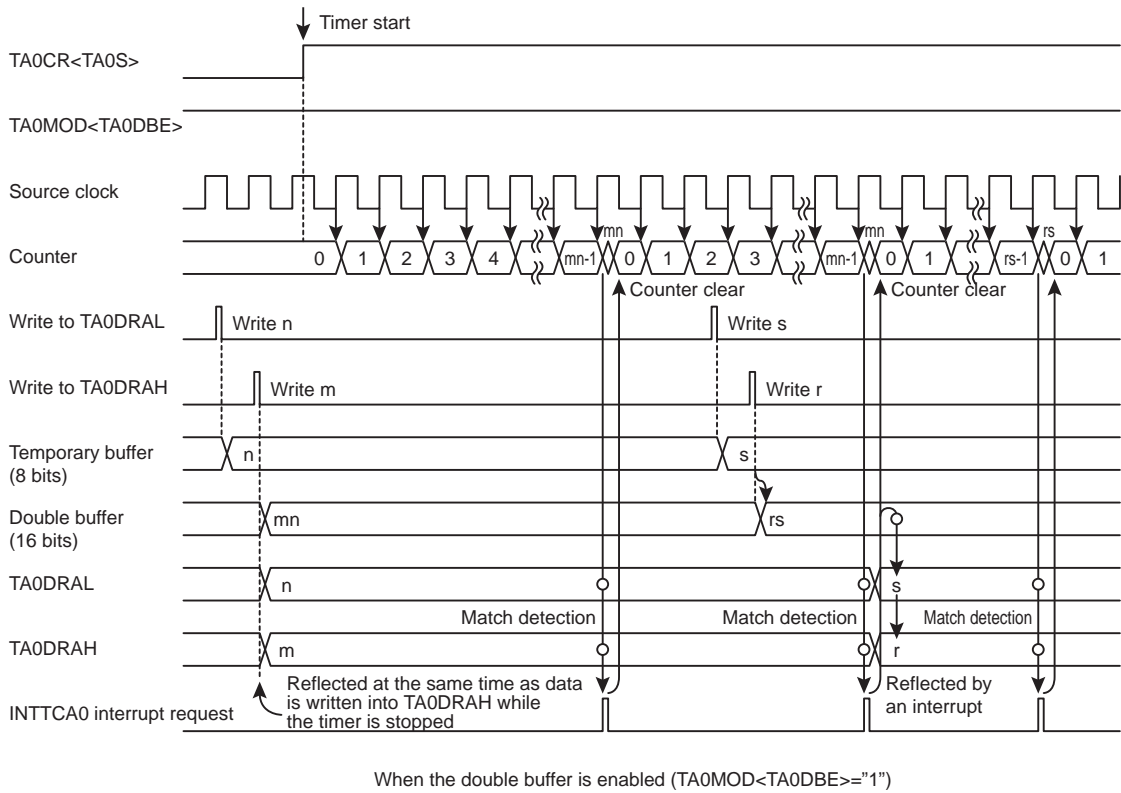 Timer start
TA0CR<TA0S>
TA0MOD<TA0DBE>
Source clock
mn mn rs
Counter 0 1 2 3 4 mn-1 0 1 2 3 mn-1 0 1 rs-1 0 1
Counter clear Counter clear
Write to TA0DRAL Write n Write s
Write to TA0DRAH Write m Write r
Temporary buffer n s
(8 bits)
Double buffer mn rs
(16 bits)
TA0DRAL n s
Match detection Match detection Match detection
TA0DRAH m r
Reflected at the same time as data
is written into TA0DRAH while
the timer is stopped
Reflected by
an interrupt
INTTCA0 interrupt request
When the double buffer is enabled (TA0MOD<TA0DBE>="1")